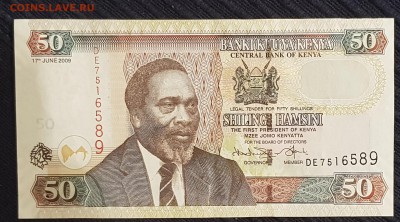 COINS.LAVE.RU
50 BANKI KUU YA KENYA 50
CENTRAL BANK OF KENYA
17TH JUNE 2009
DE7516589
LEGAL TENDER FOR FIFTY SHILLINGS
SHILINGI HAMSINI
THE FIRST PRESIDENT OF KENYA
MZEE JOMO KENYATTA
FOR THE BOARD OF DIRECTORS
GOVERNOR MEMBER DE7516589
50
50 50